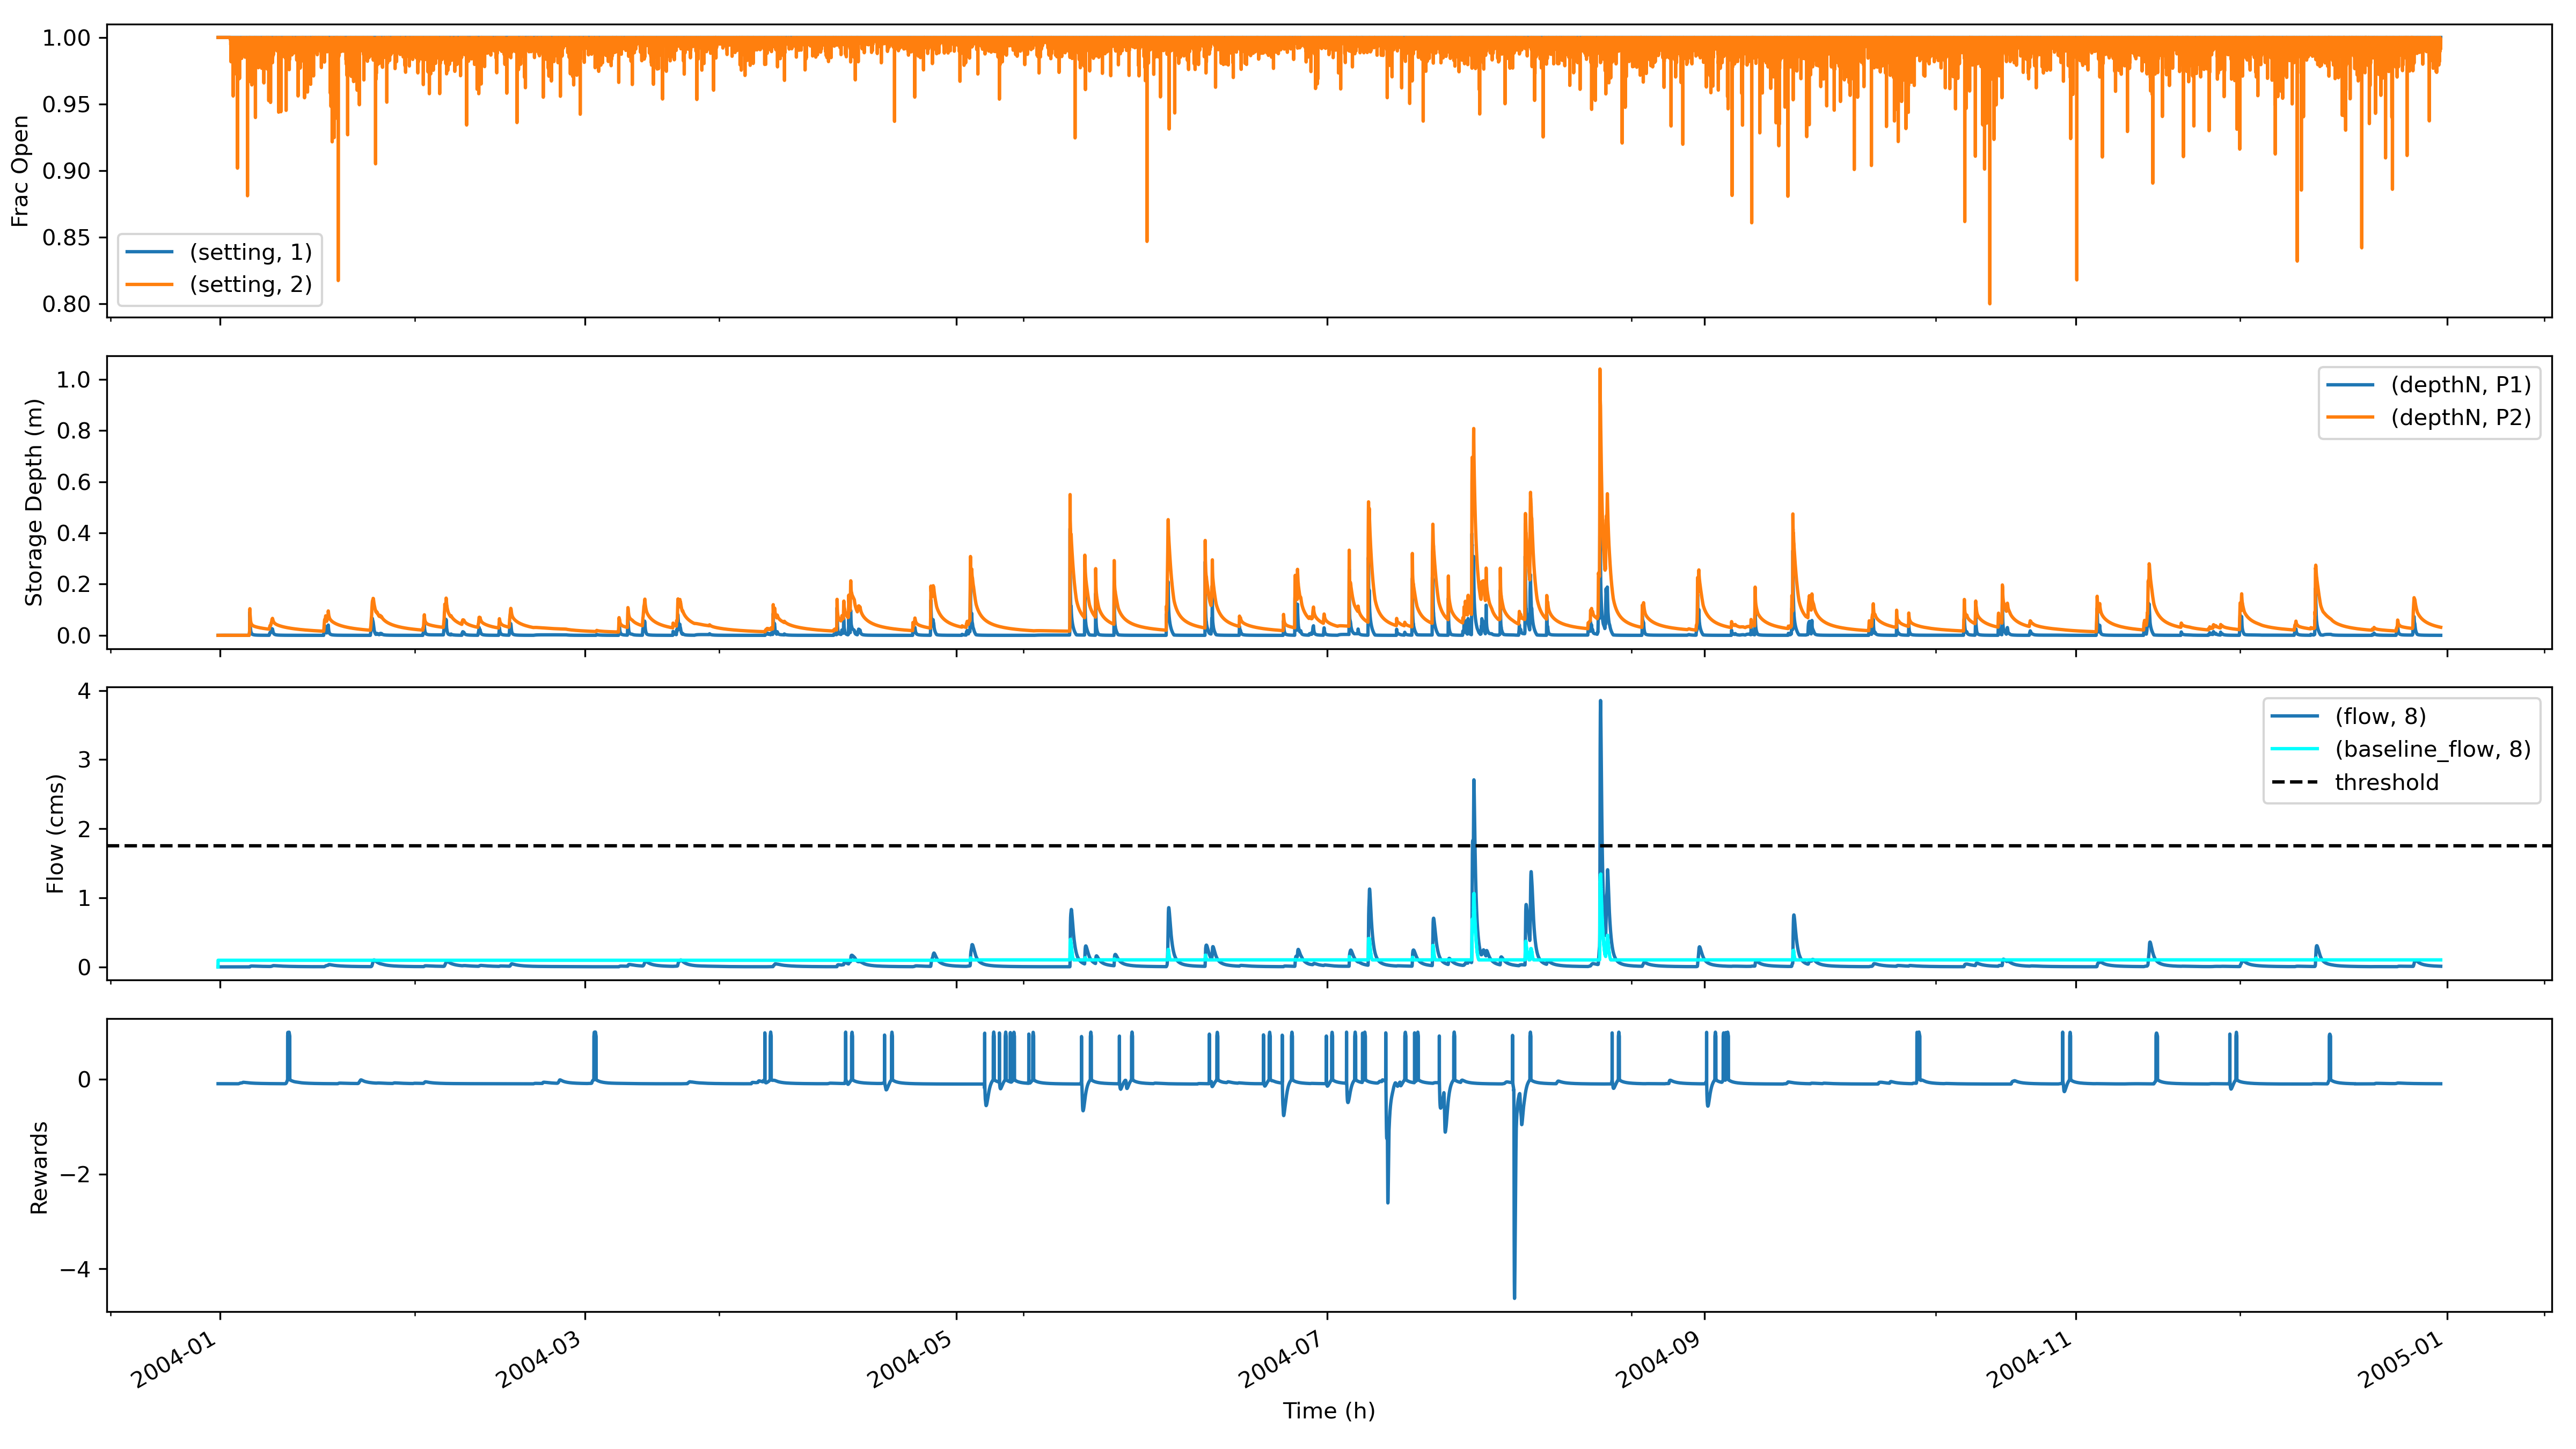 1.00
0.95
0.90
0.85
0.80
Frac Open
(setting, 1)
(setting, 2)
1.0
0.8
0.6
0.4
0.2
0.0
Storage Depth (m)
(depthN, P1)
(depthN, P2)
4
3
2
1
0
Flow (cms)
(flow, 8)
(baseline_flow, 8)
threshold
0
−2
−4
Rewards
2004-01
2004-03
2004-05
2004-07
2004-09
2004-11
2005-01
Time (h)